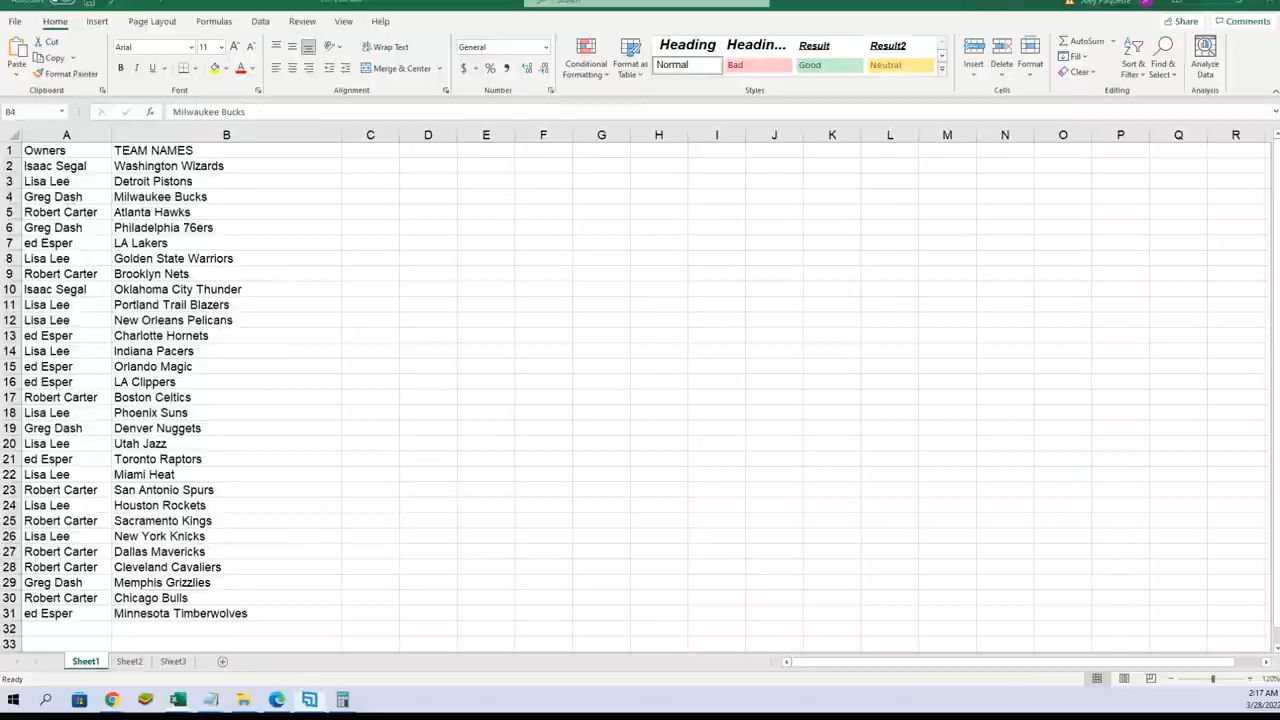 File Home Insert Page Layout Formulas Data Review View Help Share Comments
Paste Cut Copy Format Painter Clipboard
Arial 11 Font
Wrap Text Merge & Center Alignment
General Number
Conditional Formatting Format as Table
Heading Headin... Result Result2
Normal Bad Good Neutral
Styles
Insert Delete Format Cells
AutoSum Fill Clear Sort & Filter Find & Select Editing
Analyze Data Analysis
B4 Milwaukee Bucks
A B C D E F G H I J K L M N O P Q R
1 Owners TEAM NAMES
2 Isaac Segal Washington Wizards
3 Lisa Lee Detroit Pistons
4 Greg Dash Milwaukee Bucks
5 Robert Carter Atlanta Hawks
6 Greg Dash Philadelphia 76ers
7 ed Esper LA Lakers
8 Lisa Lee Golden State Warriors
9 Robert Carter Brooklyn Nets
10 Isaac Segal Oklahoma City Thunder
11 Lisa Lee Portland Trail Blazers
12 Lisa Lee New Orleans Pelicans
13 ed Esper Charlotte Hornets
14 Lisa Lee Indiana Pacers
15 ed Esper Orlando Magic
16 ed Esper LA Clippers
17 Robert Carter Boston Celtics
18 Lisa Lee Phoenix Suns
19 Greg Dash Denver Nuggets
20 Lisa Lee Utah Jazz
21 ed Esper Toronto Raptors
22 Lisa Lee Miami Heat
23 Robert Carter San Antonio Spurs
24 Lisa Lee Houston Rockets
25 Robert Carter Sacramento Kings
26 Lisa Lee New York Knicks
27 Robert Carter Dallas Mavericks
28 Robert Carter Cleveland Cavaliers
29 Greg Dash Memphis Grizzlies
30 Robert Carter Chicago Bulls
31 ed Esper Minnesota Timberwolves
32
33
Sheet1 Sheet2 Sheet3
Ready 120%
2:17 AM